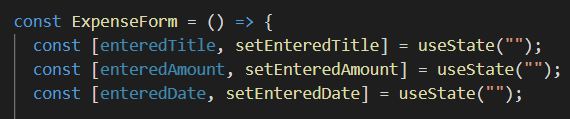 const ExpenseForm = () => {
const [enteredTitle, setEnteredTitle] = useState("");
const [enteredAmount, setEnteredAmount] = useState("");
const [enteredDate, setEnteredDate] = useState("");